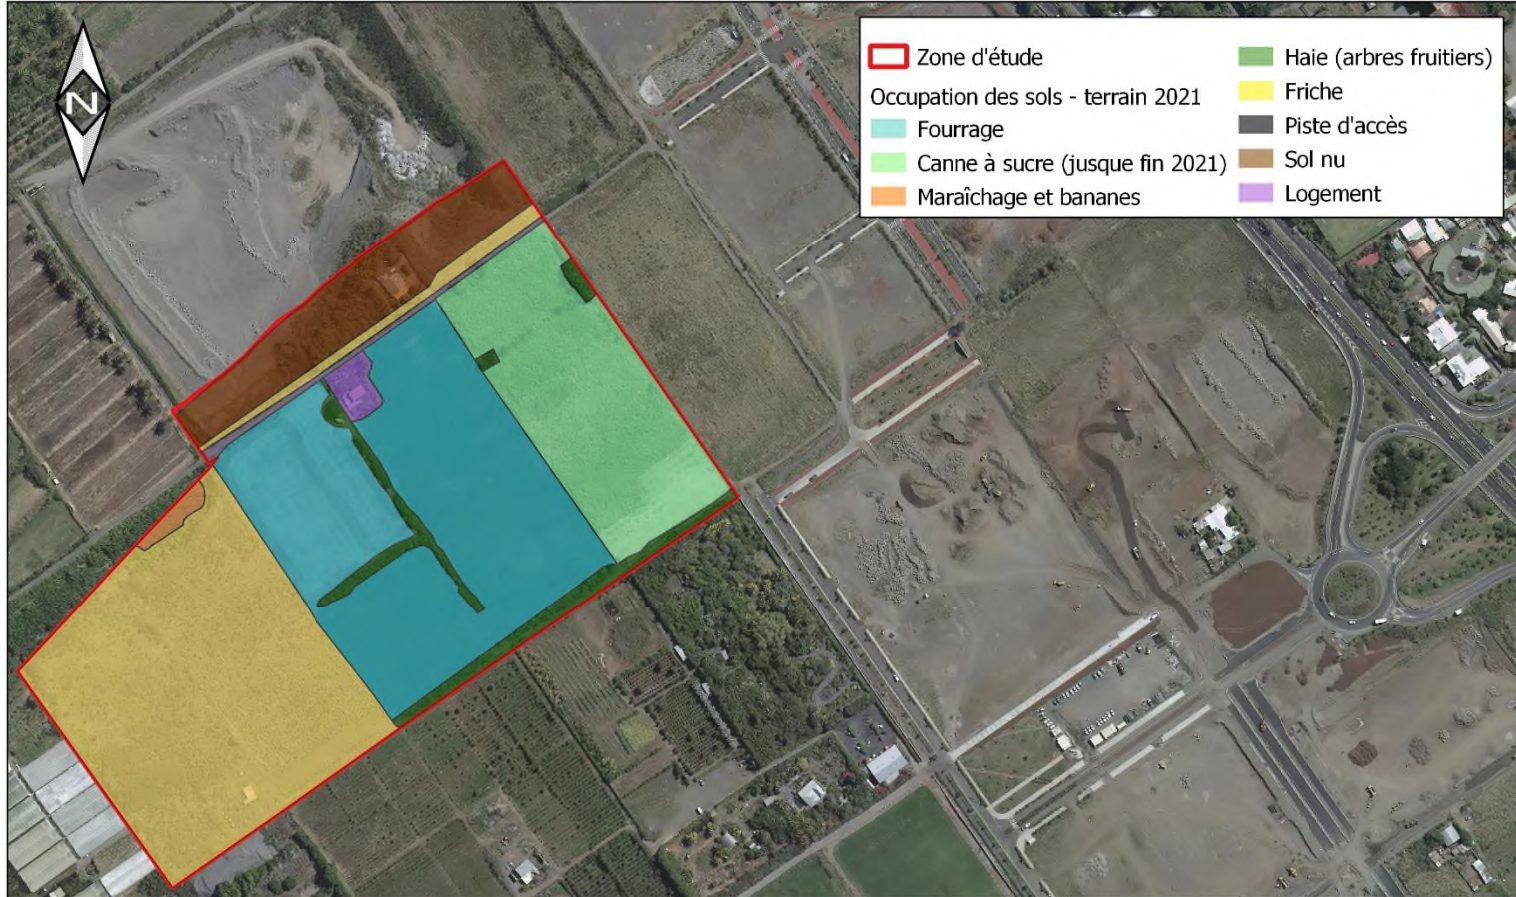 N
Zone d'étude
Occupation des sols - terrain 2021
Fourrage
Canne à sucre (jusque fin 2021)
Maraîchage et bananes
Haie (arbres fruitiers)
Friche
Piste d'accès
Sol nu
Logement